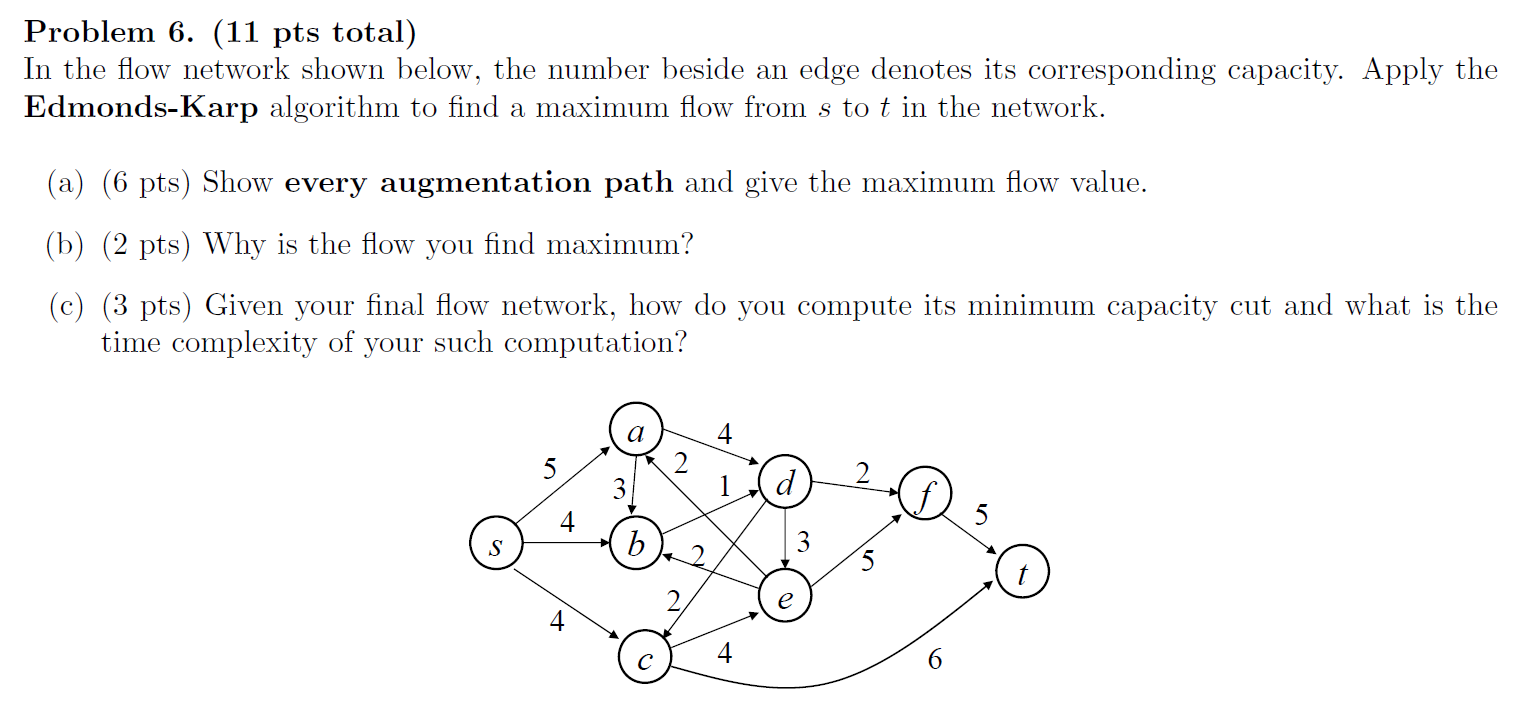 Problem 6. (11 pts total)
In the flow network shown below, the number beside an edge denotes its corresponding capacity. Apply the
Edmonds-Karp algorithm to find a maximum flow from s to t in the network.
(a) (6 pts) Show every augmentation path and give the maximum flow value.
(b) (2 pts) Why is the flow you find maximum?
(c) (3 pts) Given your final flow network, how do you compute its minimum capacity cut and what is the
time complexity of your such computation?
a
4
5
2
3
1
d
2
f
5
4
s
b
2
3
5
t
2
e
4
c
4
6